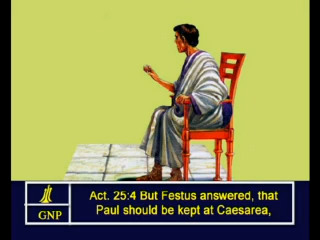 Act. 25:4 But Festus answered, that
Paul should be kept at Caesarea,
GNP